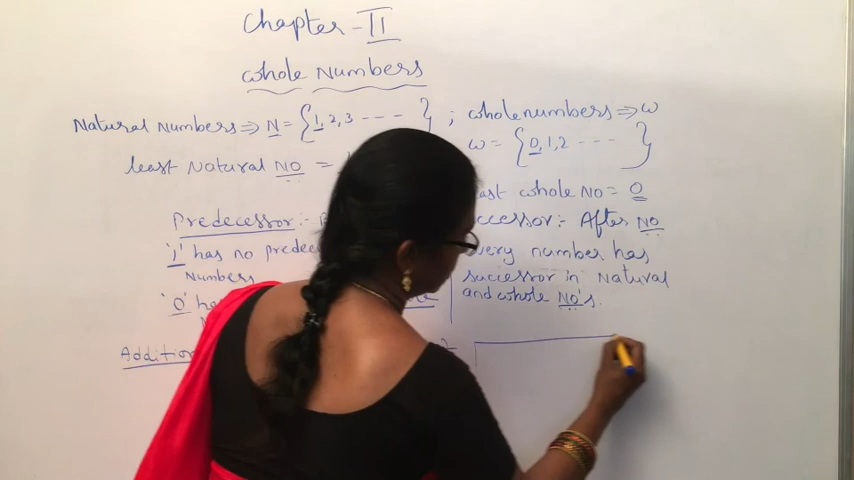 Chapter - II
whole Numbers
Natural Numbers ⇒ N = {1, 2, 3 - - - - } ; whole numbers ⇒ W
W = {0, 1, 2 - - - }
least Natural NO =
least whole NO = 0
Predecessor :-
Successor :- After NO
'1' has no
Numbers
every number has
successor in Natural
and whole NO's.
'0'
Addition